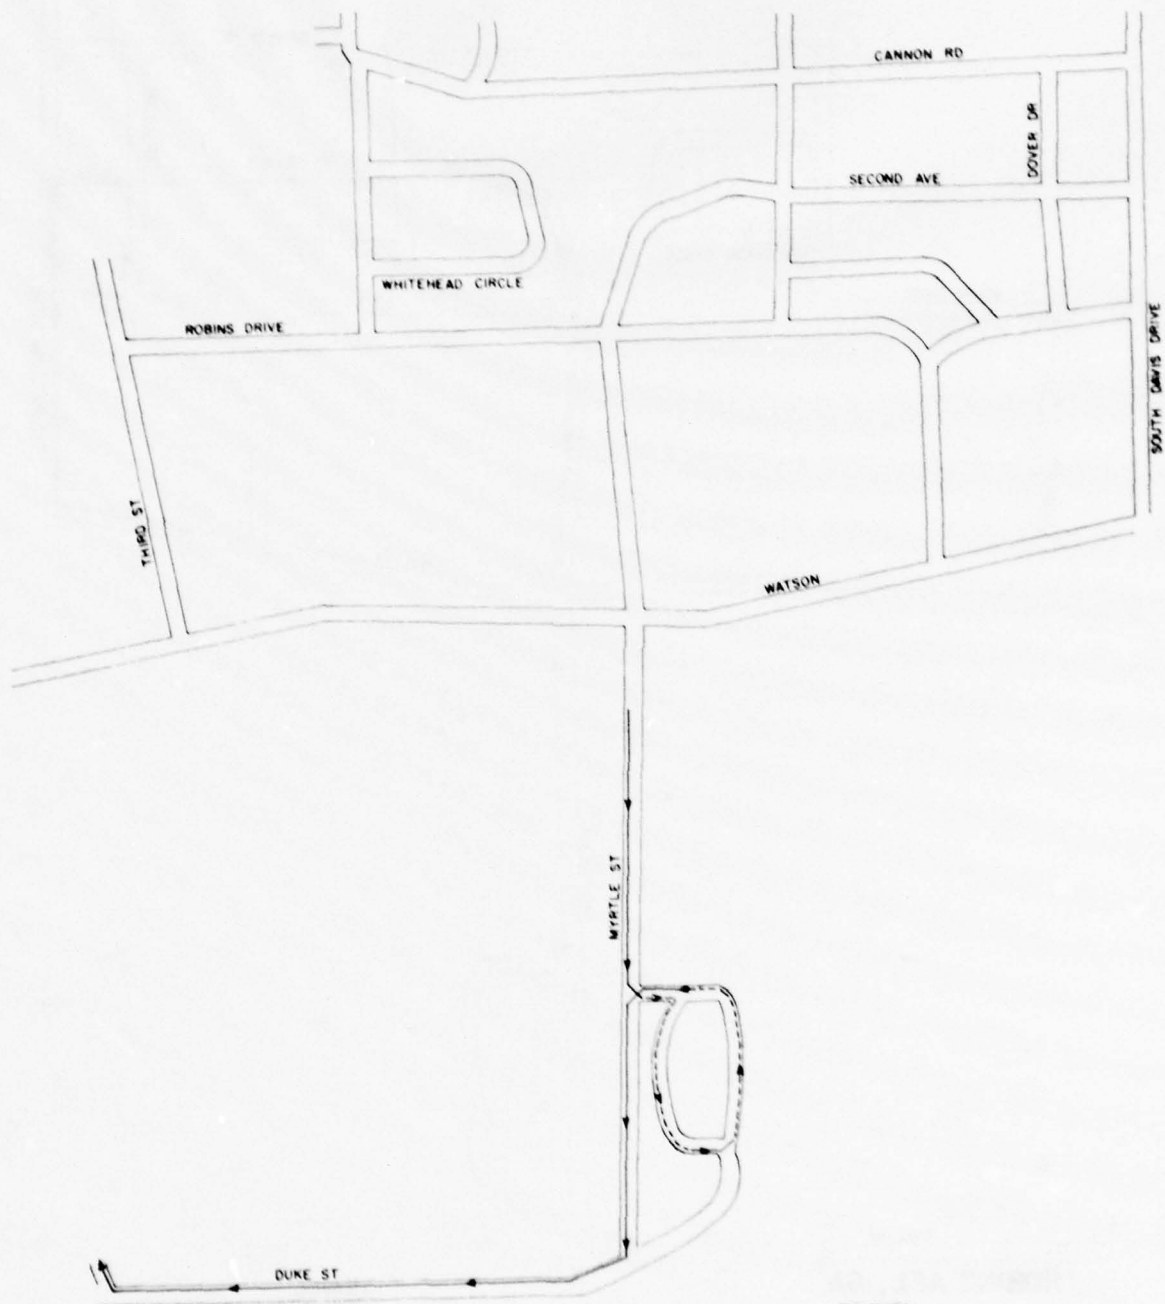 CANNON RD
DOVER DR
SECOND AVE
WHITEHEAD CIRCLE
ROBINS DRIVE
SOUTH DAVIS DRIVE
THIRD ST
WATSON
MYRTLE ST
DUKE ST